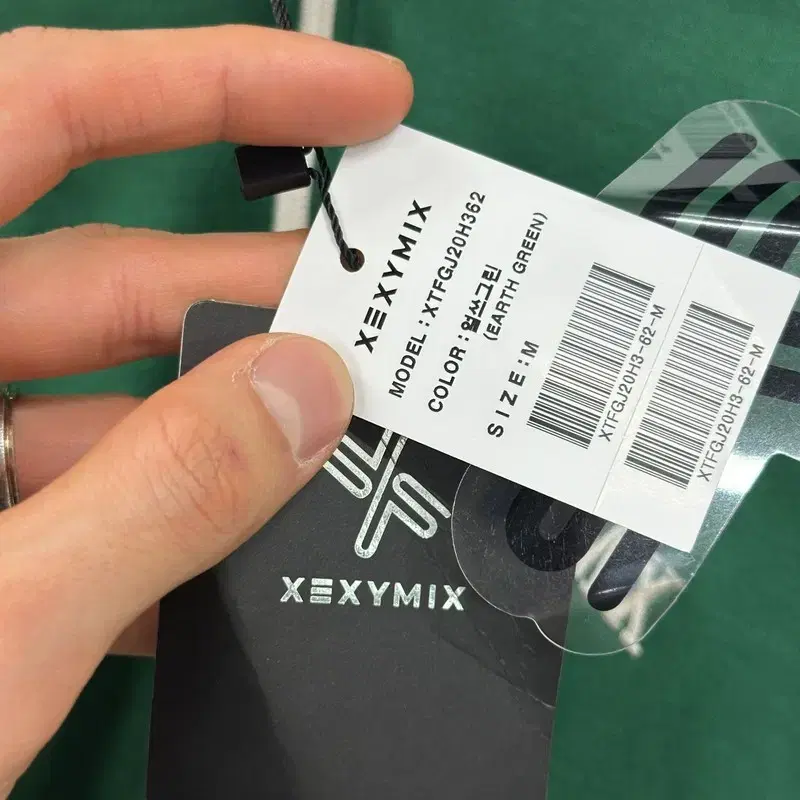 XEXYMIX
MODEL : XTFGJ20H362
COLOR : 얼쓰그린
(EARTH GREEN)
SIZE : M
XTFGJ20H3-62-M
XTFGJ20H3-62-M
XEXYMIX